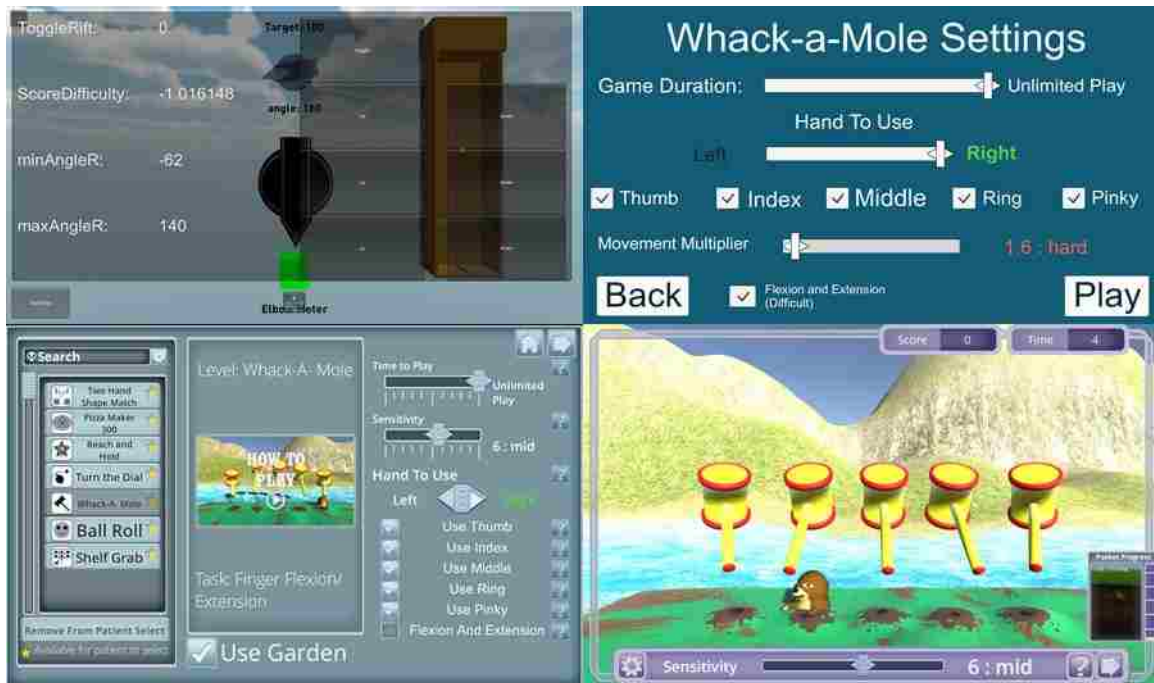 ToggleRift: 0
Target: 180
ScoreDifficulty: -1.016148
angle: 180
minAngleR: -62
maxAngleR: 140
Elbow Meter
Whack-a-Mole Settings
Game Duration: Unlimited Play
Hand To Use
Left Right
Thumb Index Middle Ring Pinky
Movement Multiplier 1.6 : hard
Back Flexion and Extension
(Difficult) Play
Search
Two Hand
Shape Match
Pizza Maker
300
Reach and
Hold
Turn the Dial
Whack-A- Mole
Ball Roll
Shelf Grab
Remove From Patient Select
Available for patient to select
Level: Whack-A- Mole
HOW TO
PLAY
Task: Finger Flexion/
Extension
Use Garden
Time to Play
Unlimited
Play
Sensitivity
6 : mid
Hand To Use
Left Right
Use Thumb
Use Index
Use Middle
Use Ring
Use Pinky
Flexion And Extension
Score 0 Time 4
Patient Progress
Sensitivity 6 : mid ?